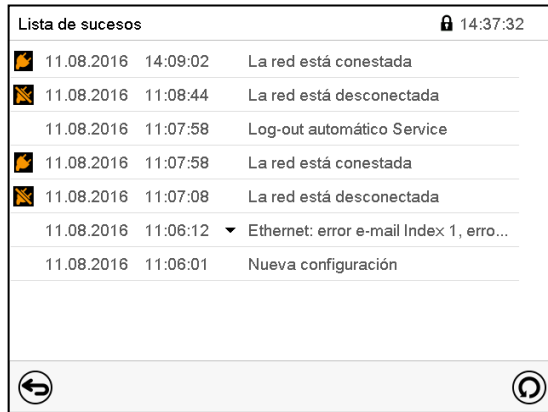 Lista de sucesos 14:37:32
11.08.2016 14:09:02 La red está conestada
11.08.2016 11:08:44 La red está desconectada
11.08.2016 11:07:58 Log-out automático Service
11.08.2016 11:07:58 La red está conestada
11.08.2016 11:07:08 La red está desconectada
11.08.2016 11:06:12 Ethernet: error e-mail Index 1, erro...
11.08.2016 11:06:01 Nueva configuración